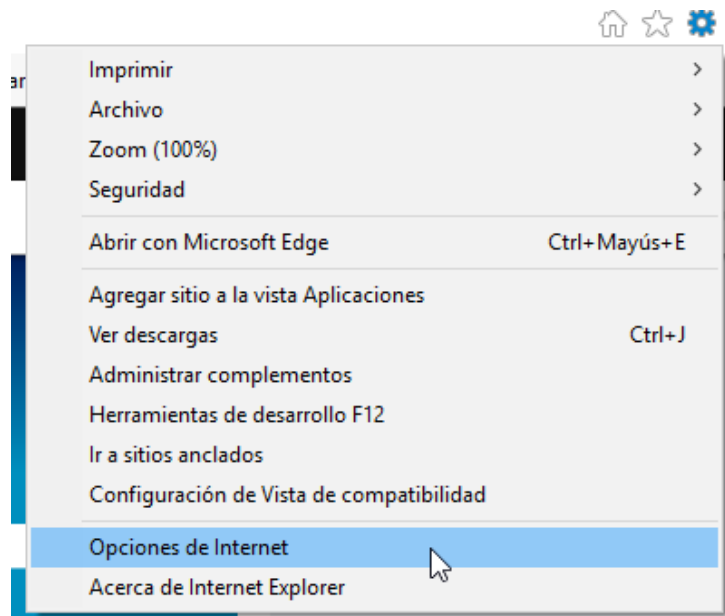 ar
Imprimir
Archivo
Zoom (100%)
Seguridad
Abrir con Microsoft Edge Ctrl+Mayús+E
Agregar sitio a la vista Aplicaciones
Ver descargas Ctrl+J
Administrar complementos
Herramientas de desarrollo F12
Ir a sitios anclados
Configuración de Vista de compatibilidad
Opciones de Internet
Acerca de Internet Explorer